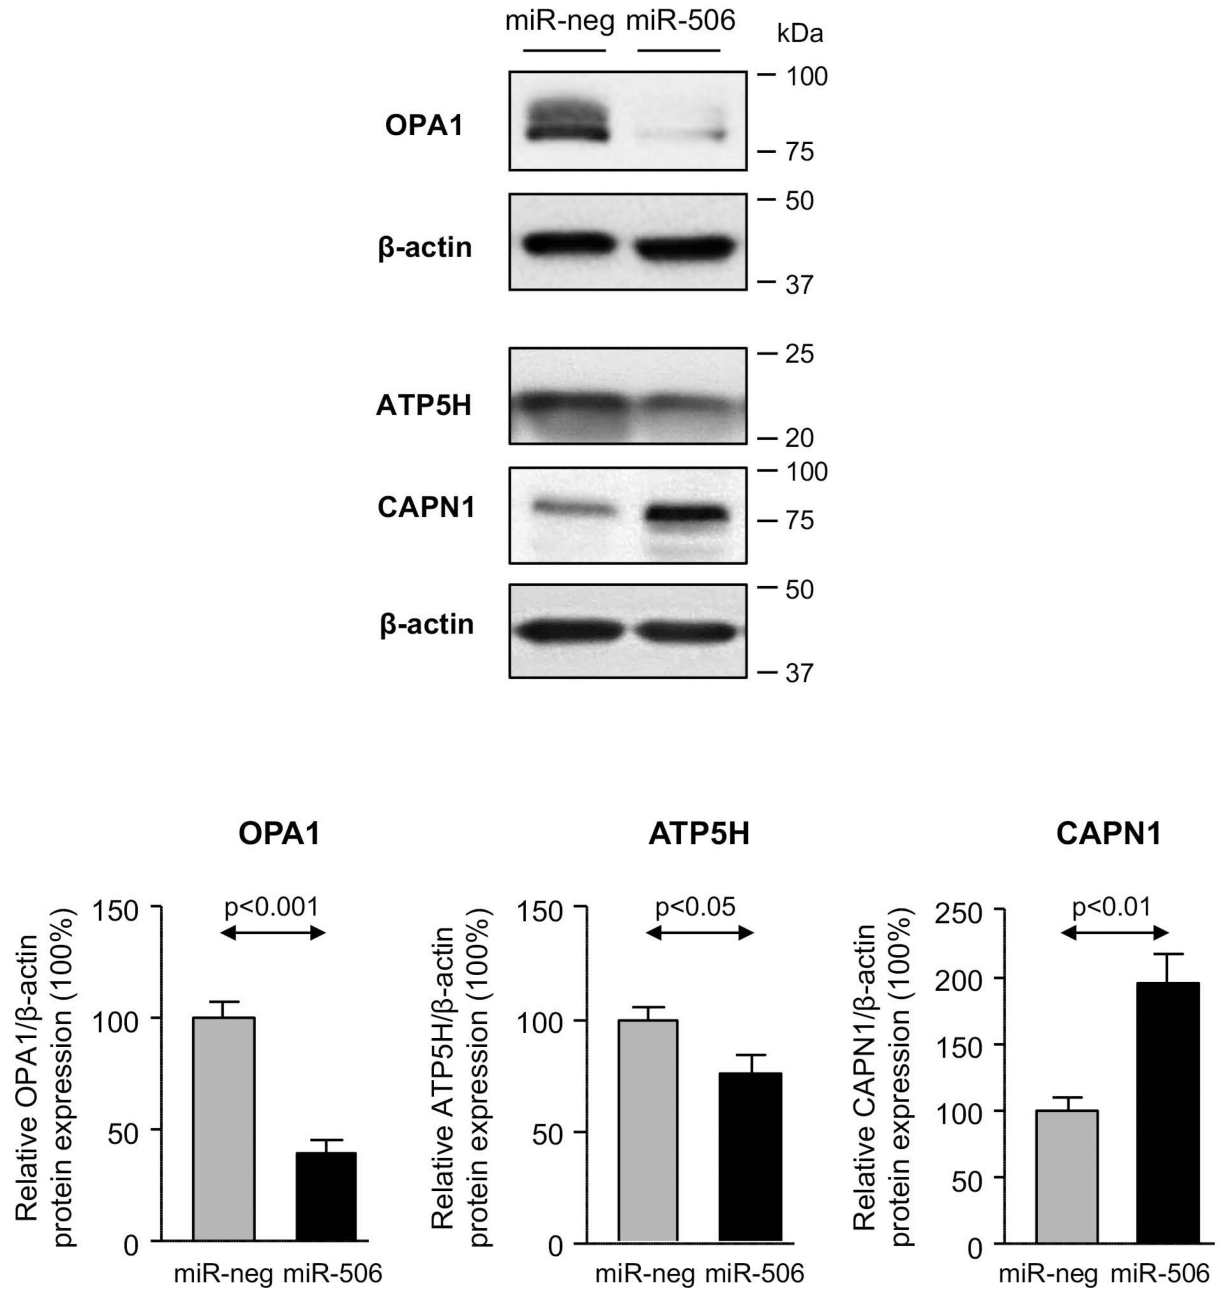 miR-neg miR-506
kDa
OPA1
100
75
β-actin
50
37
ATP5H
25
20
CAPN1
100
75
β-actin
50
37
OPA1
Relative OPA1/β-actin
protein expression (100%)
150
100
50
0
p<0.001
miR-neg miR-506
ATP5H
Relative ATP5H/β-actin
protein expression (100%)
150
100
50
0
p<0.05
miR-neg miR-506
CAPN1
Relative CAPN1/β-actin
protein expression (100%)
250
200
150
100
50
0
p<0.01
miR-neg miR-506